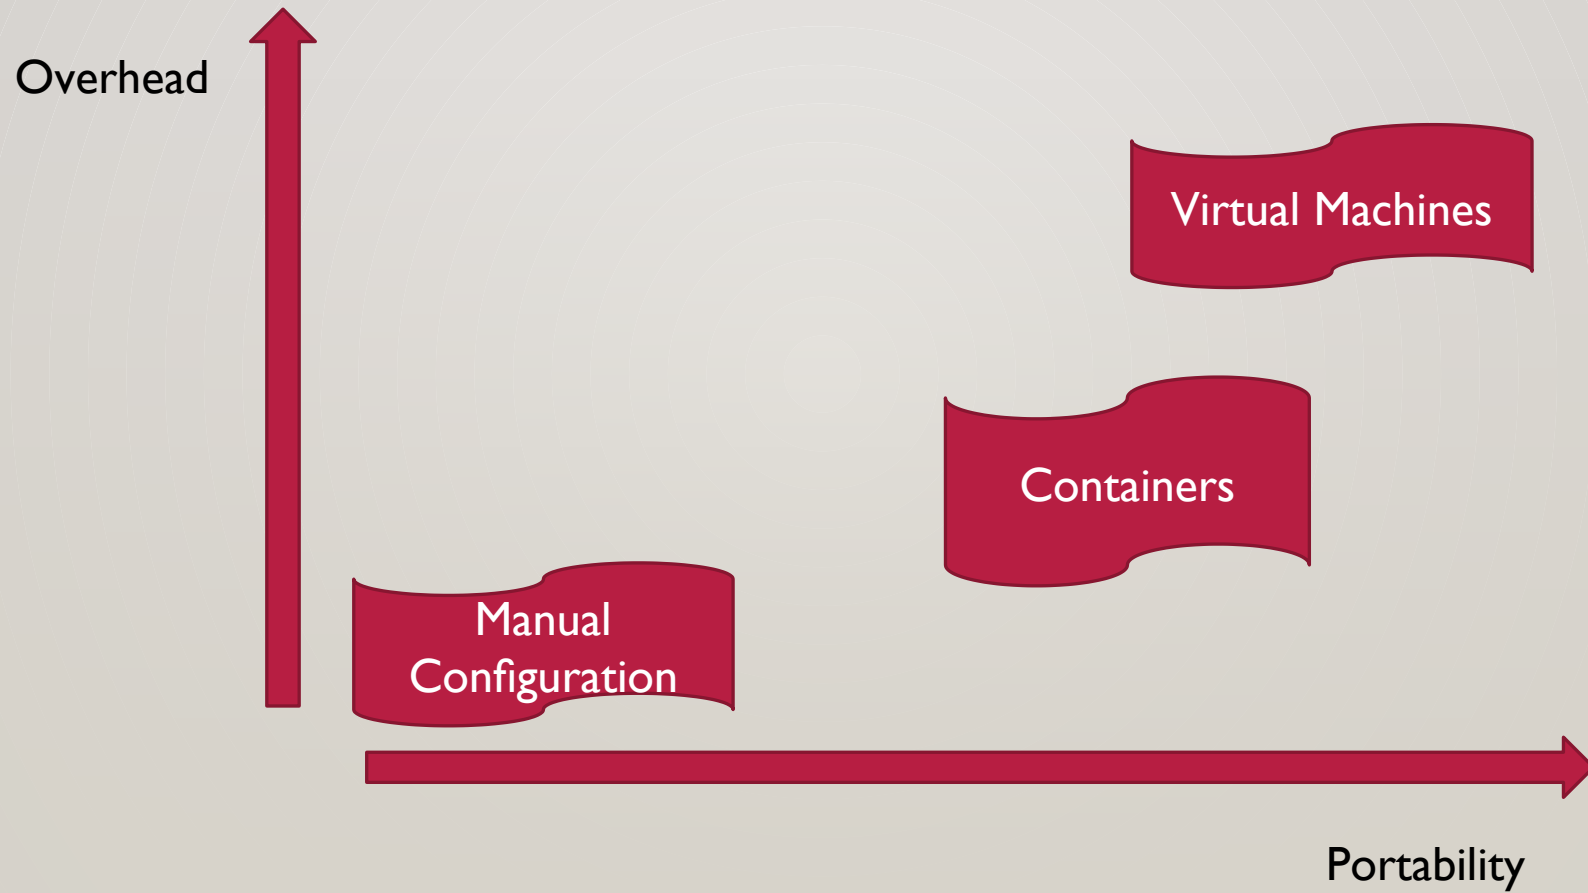 Overhead
Virtual Machines
Containers
Manual
Configuration
Portability